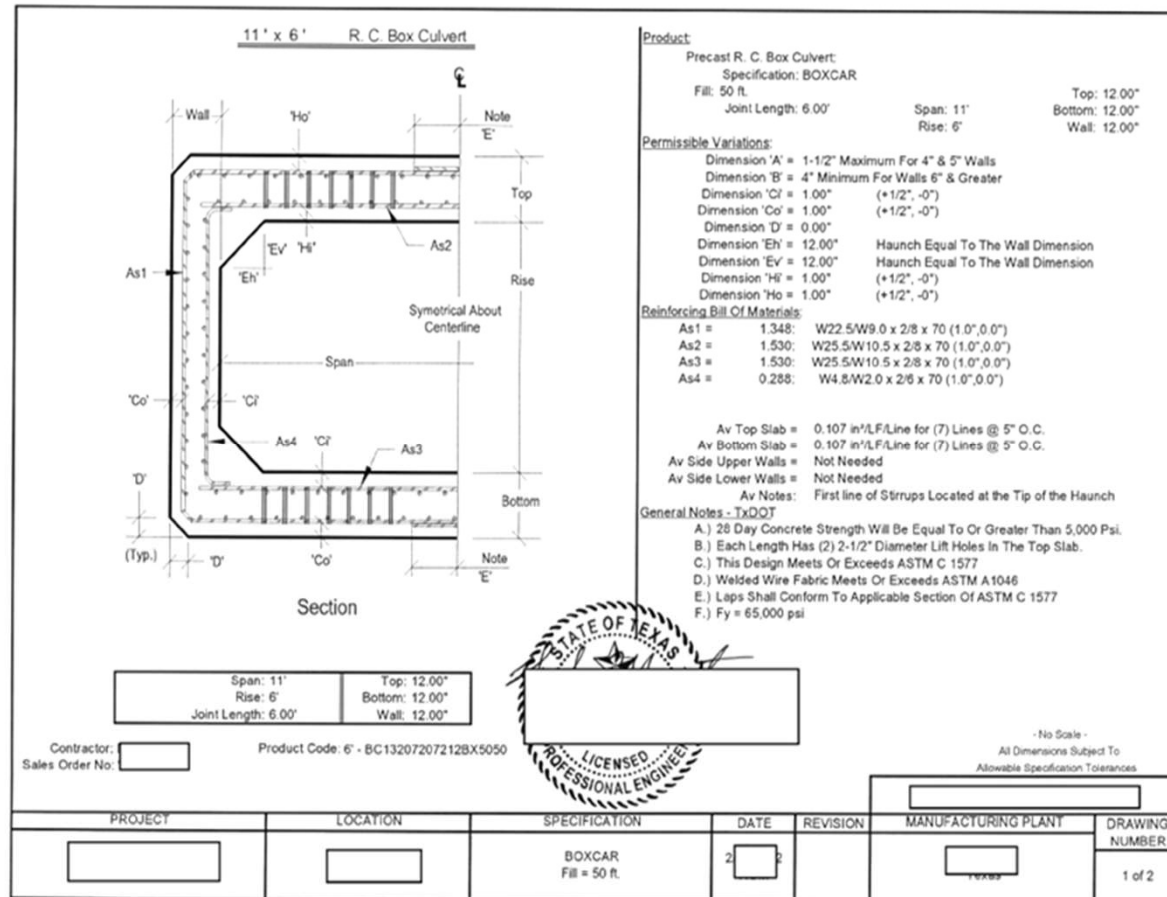 11' x 6' R. C. Box Culvert
℄
Wall
'Ho'
Note
'E'
Top
'Ev'
'Hi'
As2
As1
'Eh'
Rise
Symetrical About
Centerline
Span
'Co'
'Ci'
As4
'Ci'
As3
'D'
Bottom
(Typ.)
'D'
'Co'
Note
'E'
Section
Span: 11' Top: 12.00"
Rise: 6' Bottom: 12.00"
Joint Length: 6.00' Wall: 12.00"
Contractor:
Sales Order No:
Product Code: 6' - BC13207207212BX5050
Product:
Precast R. C. Box Culvert:
Specification: BOXCAR
Fill: 50 ft. Top: 12.00"
Joint Length: 6.00' Span: 11' Bottom: 12.00"
Rise: 6' Wall: 12.00"
Permissible Variations:
Dimension 'A' = 1-1/2" Maximum For 4" & 5" Walls
Dimension 'B' = 4" Minimum For Walls 6" & Greater
Dimension 'Ci' = 1.00" (+1/2", -0")
Dimension 'Co' = 1.00" (+1/2", -0")
Dimension 'D' = 0.00"
Dimension 'Eh' = 12.00" Haunch Equal To The Wall Dimension
Dimension 'Ev' = 12.00" Haunch Equal To The Wall Dimension
Dimension 'Hi' = 1.00" (+1/2", -0")
Dimension 'Ho = 1.00" (+1/2", -0")
Reinforcing Bill Of Materials:
As1 = 1.348: W22.5/W9.0 x 2/8 x 70 (1.0",0.0")
As2 = 1.530: W25.5/W10.5 x 2/8 x 70 (1.0",0.0")
As3 = 1.530: W25.5/W10.5 x 2/8 x 70 (1.0",0.0")
As4 = 0.288: W4.8/W2.0 x 2/6 x 70 (1.0",0.0")
Av Top Slab = 0.107 in²/LF/Line for (7) Lines @ 5" O.C.
Av Bottom Slab = 0.107 in²/LF/Line for (7) Lines @ 5" O.C.
Av Side Upper Walls = Not Needed
Av Side Lower Walls = Not Needed
Av Notes: First line of Stirrups Located at the Tip of the Haunch
General Notes - TxDOT
A.) 28 Day Concrete Strength Will Be Equal To Or Greater Than 5,000 Psi.
B.) Each Length Has (2) 2-1/2" Diameter Lift Holes In The Top Slab.
C.) This Design Meets Or Exceeds ASTM C 1577
D.) Welded Wire Fabric Meets Or Exceeds ASTM A1046
E.) Laps Shall Conform To Applicable Section Of ASTM C 1577
F.) Fy = 65,000 psi
STATE OF TEXAS
LICENSED
PROFESSIONAL ENGINEER
- No Scale -
All Dimensions Subject To
Allowable Specification Tolerances
PROJECT LOCATION SPECIFICATION DATE REVISION MANUFACTURING PLANT DRAWING NUMBER
BOXCAR
Fill = 50 ft.
1 of 2